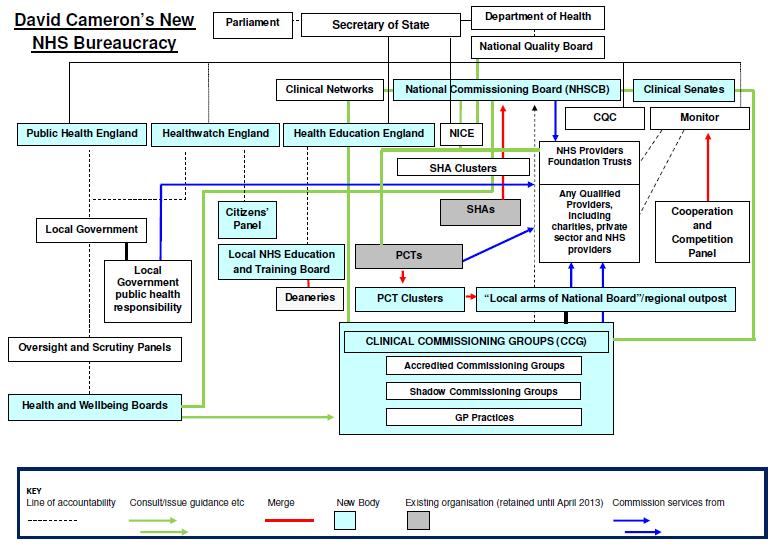 David Cameron's New
NHS Bureaucracy
Parliament
Secretary of State
Department of Health
National Quality Board
Clinical Networks
National Commissioning Board (NHSCB)
Clinical Senates
CQC
Monitor
Public Health England
Healthwatch England
Health Education England
NICE
NHS Providers
Foundation Trusts
SHA Clusters
Any Qualified
Providers,
including
charities, private
sector and NHS
providers
SHAs
Citizens'
Panel
Cooperation
and
Competition
Panel
Local Government
Local NHS Education
and Training Board
PCTs
Local
Government
public health
responsibility
Deaneries
PCT Clusters
"Local arms of National Board"/regional outpost
Oversight and Scrutiny Panels
CLINICAL COMMISSIONING GROUPS (CCG)
Accredited Commissioning Groups
Shadow Commissioning Groups
GP Practices
Health and Wellbeing Boards
KEY
Line of accountability
Consult/issue guidance etc
Merge
New Body
Existing organisation (retained until April 2013)
Commission services from